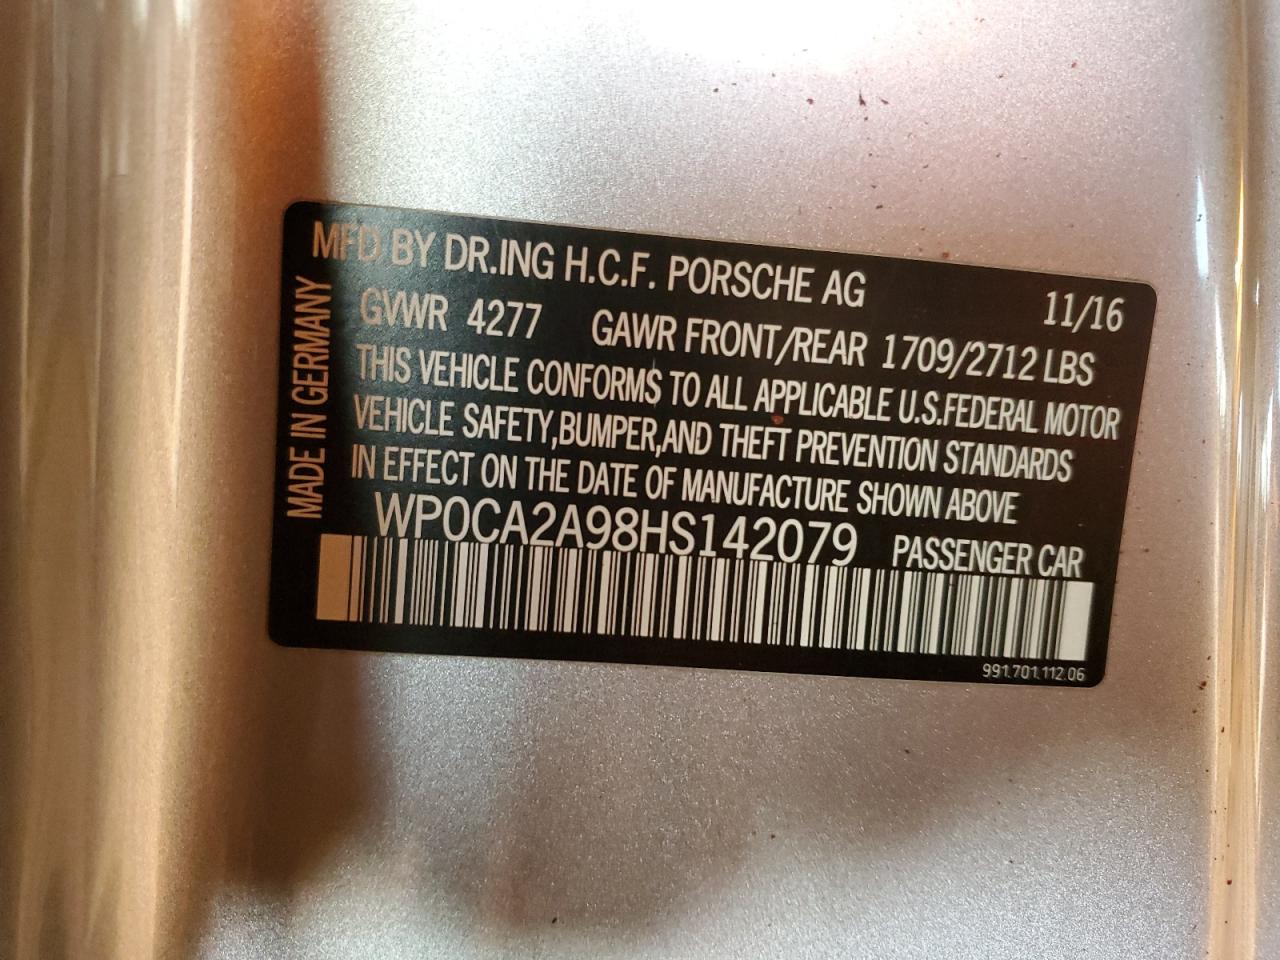 MFD BY DR.ING H.C.F. PORSCHE AG 11/16
GVWR 4277 GAWR FRONT/REAR 1709/2712 LBS
THIS VEHICLE CONFORMS TO ALL APPLICABLE U.S.FEDERAL MOTOR
VEHICLE SAFETY,BUMPER,AND THEFT PREVENTION STANDARDS
IN EFFECT ON THE DATE OF MANUFACTURE SHOWN ABOVE
WP0CA2A98HS142079 PASSENGER CAR
991.701.112.06
MADE IN GERMANY